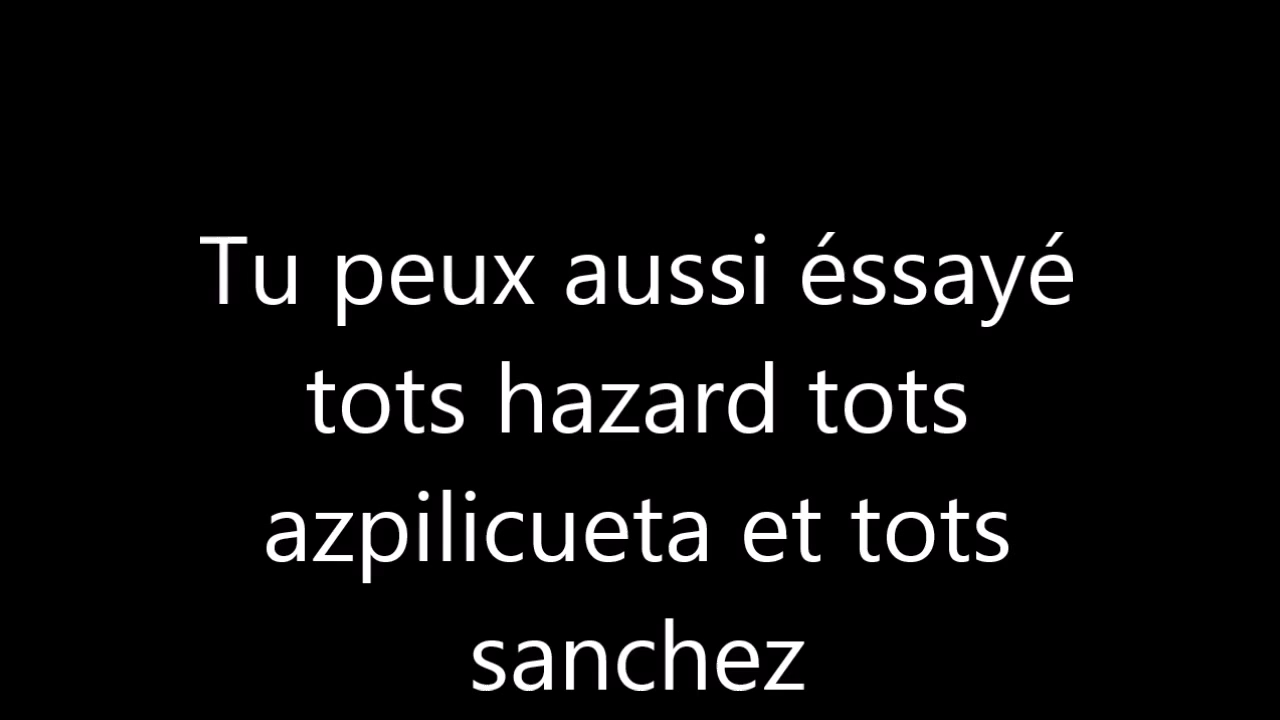 Tu peux aussi éssayé
tots hazard tots
azpilicueta et tots
sanchez